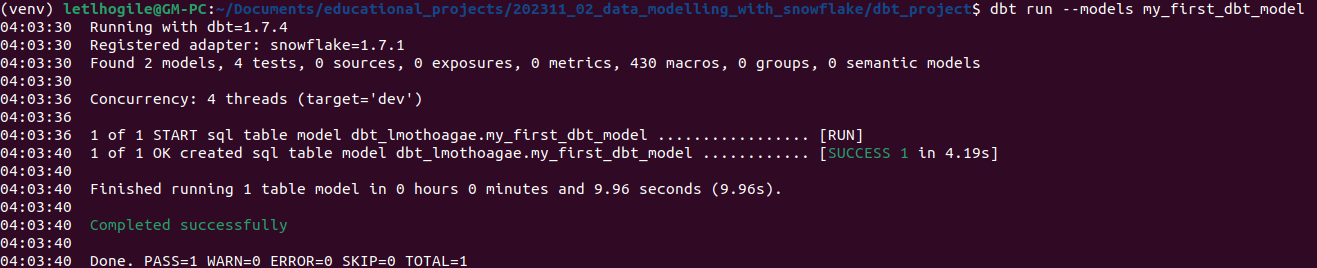 (venv) letlhogile@GM-PC:~/Documents/educational_projects/202311_02_data_modelling_with_snowflake/dbt_project$ dbt run --models my_first_dbt_model
04:03:30  Running with dbt=1.7.4
04:03:30  Registered adapter: snowflake=1.7.1
04:03:30  Found 2 models, 4 tests, 0 sources, 0 exposures, 0 metrics, 430 macros, 0 groups, 0 semantic models
04:03:30
04:03:36  Concurrency: 4 threads (target='dev')
04:03:36
04:03:36  1 of 1 START sql table model dbt_lmothoagae.my_first_dbt_model ................. [RUN]
04:03:40  1 of 1 OK created sql table model dbt_lmothoagae.my_first_dbt_model ............ [SUCCESS 1 in 4.19s]
04:03:40
04:03:40  Finished running 1 table model in 0 hours 0 minutes and 9.96 seconds (9.96s).
04:03:40
04:03:40  Completed successfully
04:03:40
04:03:40  Done. PASS=1 WARN=0 ERROR=0 SKIP=0 TOTAL=1